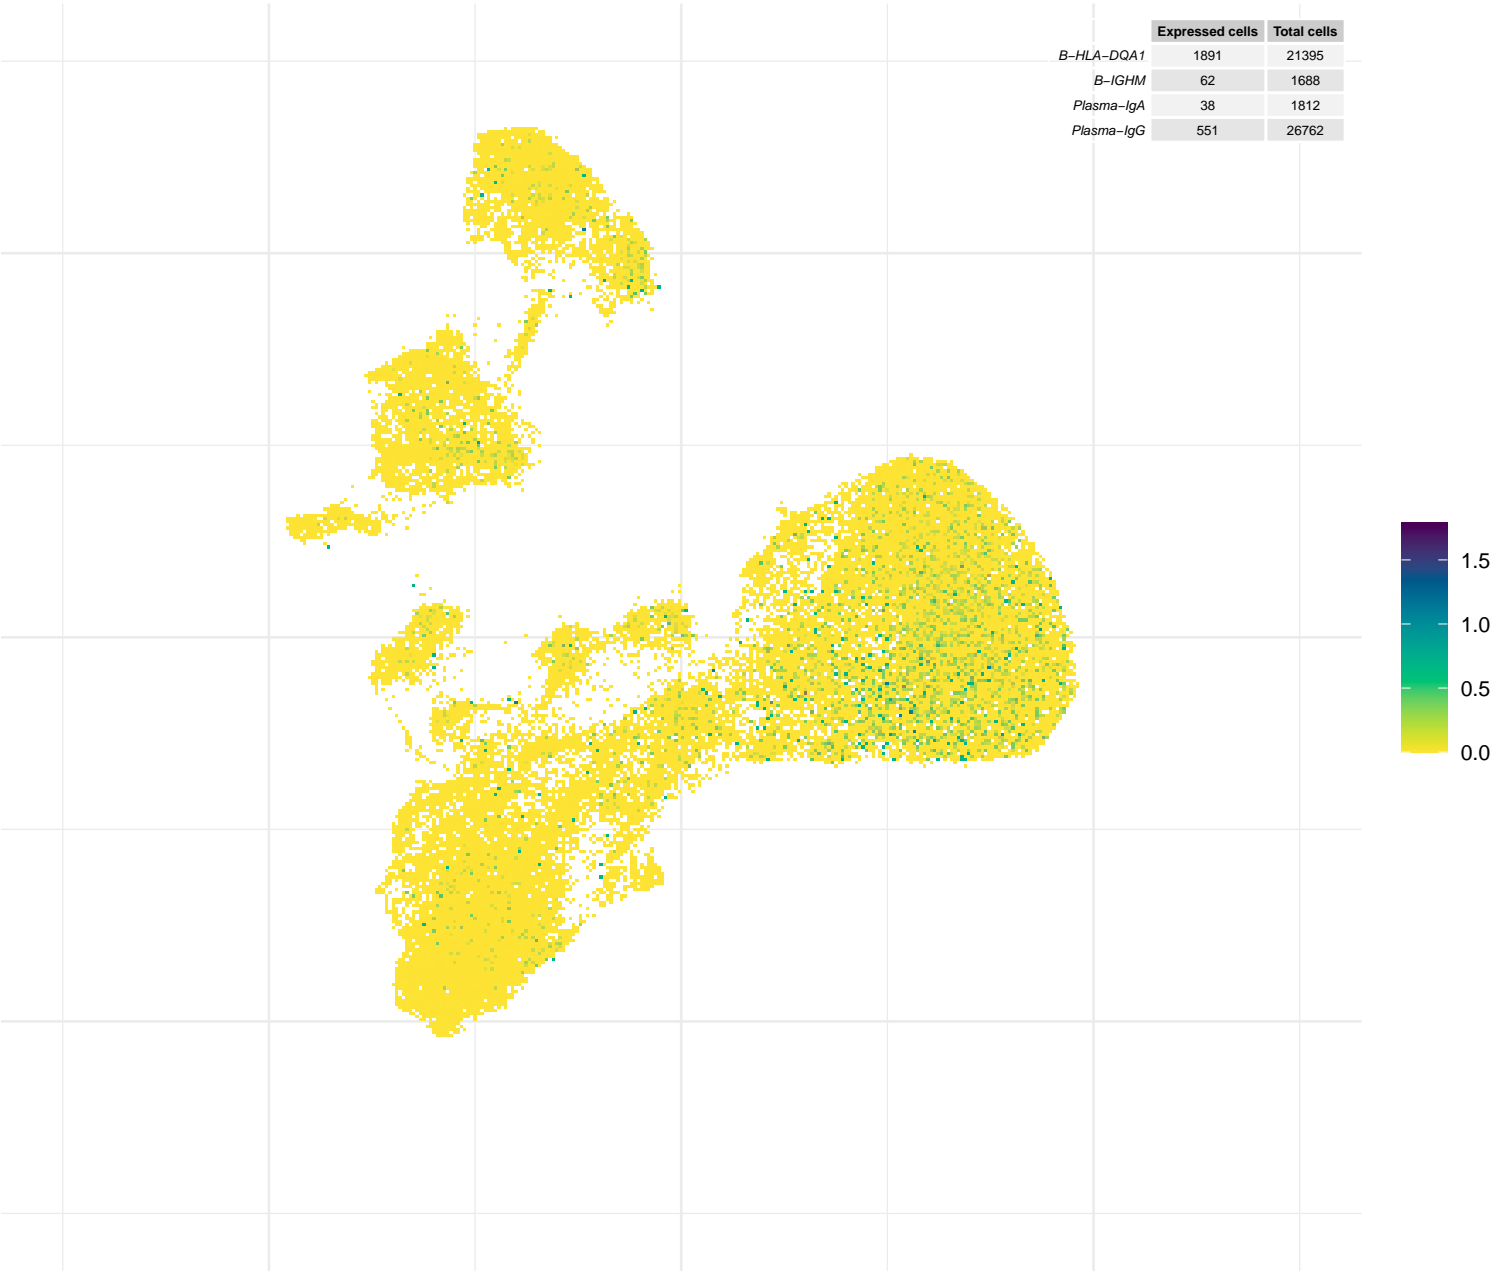 Expressed cells Total cells
B−HLA−DQA1 1891 21395
B−IGHM 62 1688
Plasma−IgA 38 1812
Plasma−IgG 551 26762
1.5
1.0
0.5
0.0